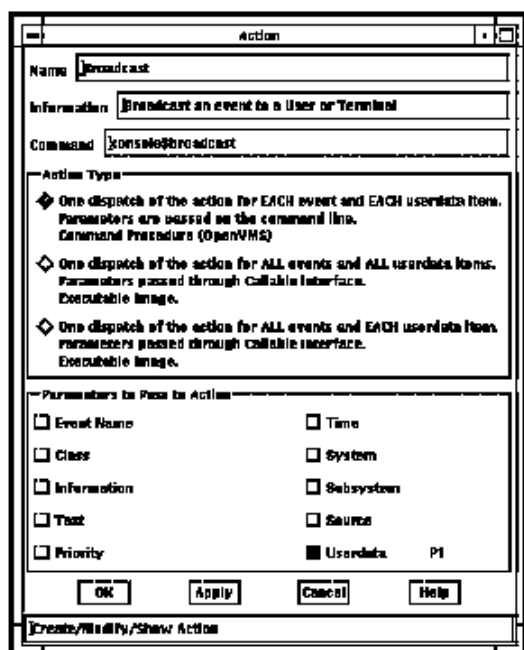 Action
Name Broadcast
Information Broadcast an event to a User or Terminal
Command console$broadcast
Action Type
One dispatch of the action for EACH event and EACH userdata item.
Parameters are passed on the command line.
Command Procedure (OpenVMS)
One dispatch of the action for ALL events and ALL userdata items.
Parameters passed through Callable Interface.
Executable Image.
One dispatch of the action for ALL events and EACH userdata item.
Parameters passed through Callable Interface.
Executable Image.
Parameters to Pass to Action
Event Name Time
Class System
Information Subsystem
Text Source
Priority Userdata P1
OK Apply Cancel Help
Create/Modify/Show Action